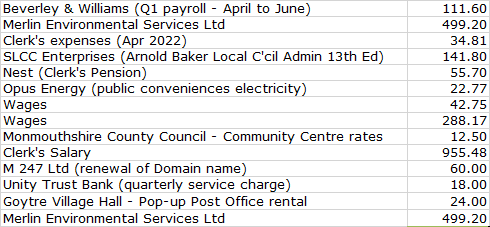 Beverley & Williams (Q1 payroll - April to June) 111.60
Merlin Environmental Services Ltd 499.20
Clerk's expenses (Apr 2022) 34.81
SLCC Enterprises (Arnold Baker Local C'cil Admin 13th Ed) 141.80
Nest (Clerk's Pension) 55.70
Opus Energy (public conveniences electricity) 22.77
Wages 42.75
Wages 288.17
Monmouthshire County Council - Community Centre rates 12.50
Clerk's Salary 955.48
M 247 Ltd (renewal of Domain name) 60.00
Unity Trust Bank (quarterly service charge) 18.00
Goytre Village Hall - Pop-up Post Office rental 24.00
Merlin Environmental Services Ltd 499.20